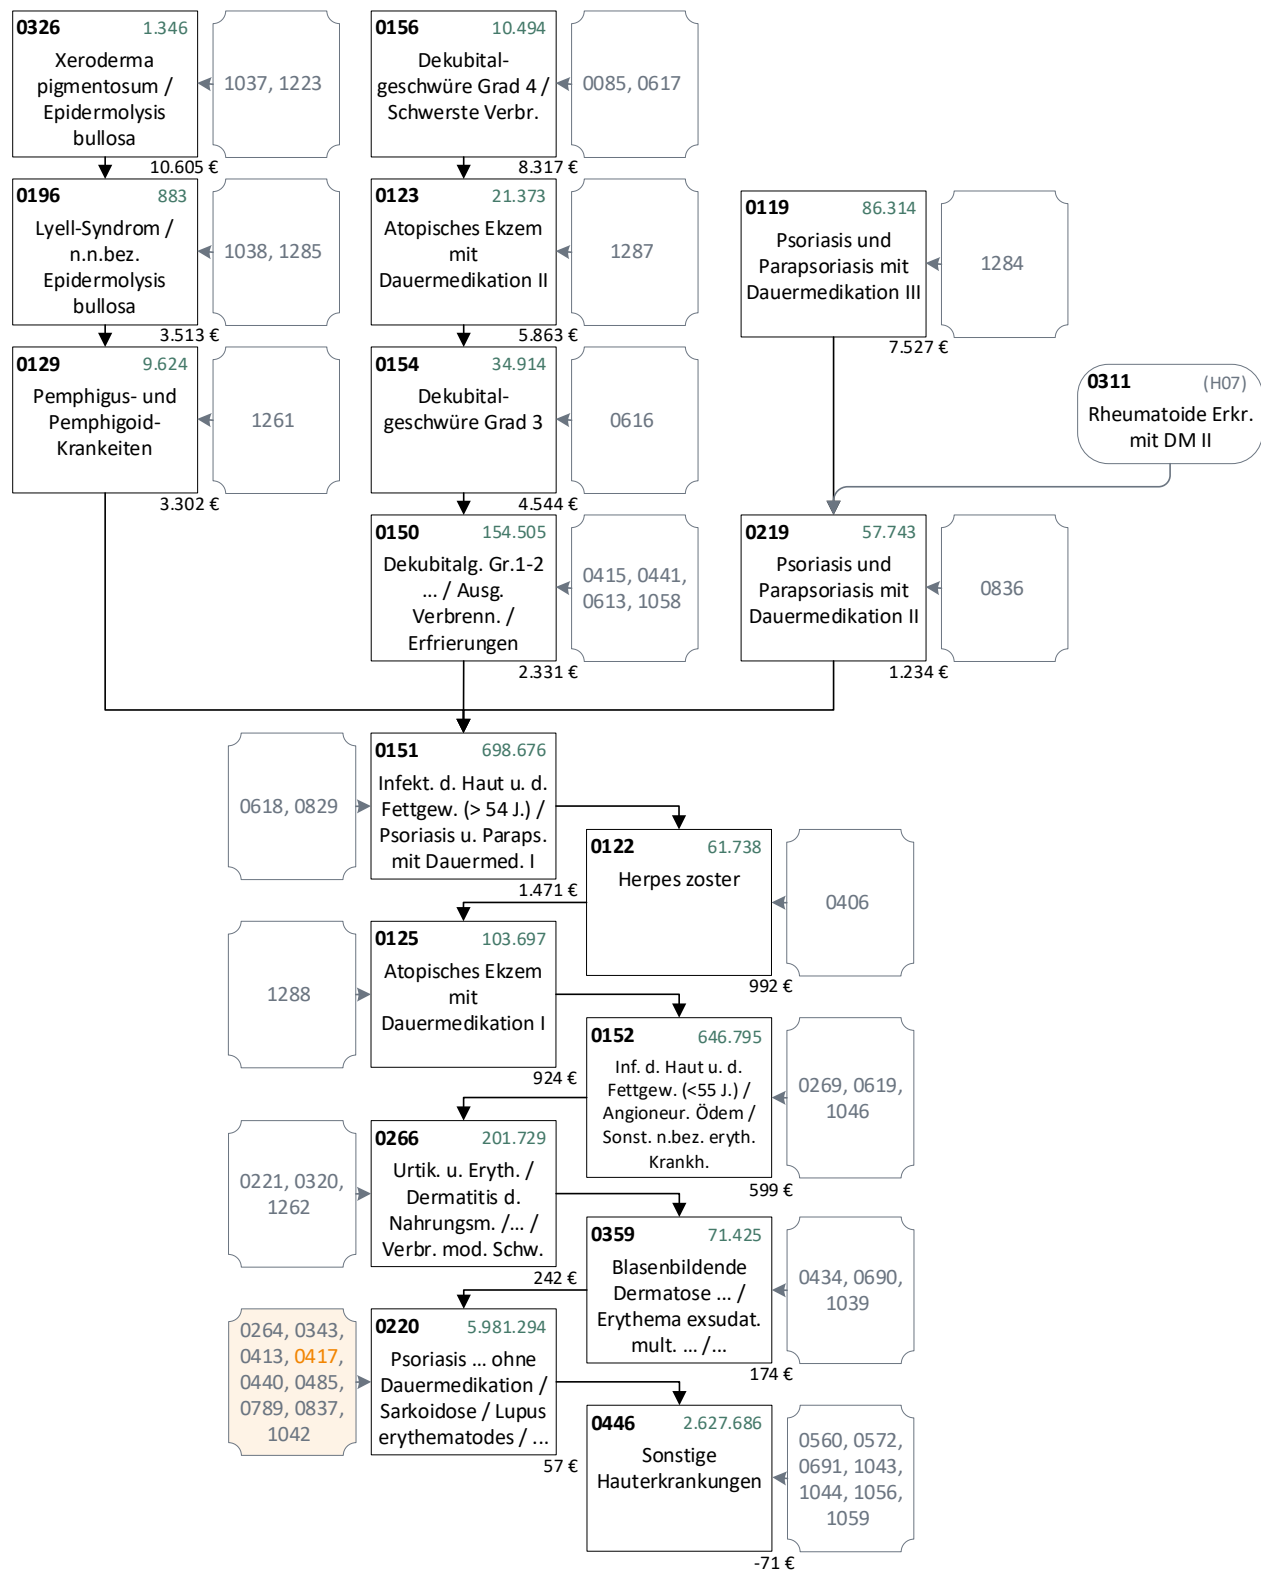 0326 1.346
Xeroderma
pigmentosum /
Epidermolysis
bullosa
1037, 1223
10.605 €
0156 10.494
Dekubital-
geschwüre Grad 4 /
Schwerste Verbr.
0085, 0617
8.317 €
0196 883
Lyell-Syndrom /
n.n.bez.
Epidermolysis
bullosa
1038, 1285
3.513 €
0123 21.373
Atopisches Ekzem
mit
Dauermedikation II
1287
5.863 €
0119 86.314
Psoriasis und
Parapsoriasis mit
Dauermedikation III
1284
7.527 €
0129 9.624
Pemphigus- und
Pemphigoid-
Krankeiten
1261
3.302 €
0154 34.914
Dekubital-
geschwüre Grad 3
0616
4.544 €
0311 (H07)
Rheumatoide Erkr.
mit DM II
0150 154.505
Dekubitalg. Gr.1-2
... / Ausg.
Verbrenn. /
Erfrierungen
0415, 0441,
0613, 1058
2.331 €
0219 57.743
Psoriasis und
Parapsoriasis mit
Dauermedikation II
0836
1.234 €
0618, 0829
0151 698.676
Infekt. d. Haut u. d.
Fettgew. (> 54 J.) /
Psoriasis u. Paraps.
mit Dauermed. I
1.471 €
0122 61.738
Herpes zoster
0406
992 €
1288
0125 103.697
Atopisches Ekzem
mit
Dauermedikation I
924 €
0152 646.795
Inf. d. Haut u. d.
Fettgew. (<55 J.) /
Angioneur. Ödem /
Sonst. n.bez. eryth.
Krankh.
0269, 0619,
1046
599 €
0221, 0320,
1262
0266 201.729
Urtik. u. Eryth. /
Dermatitis d.
Nahrungsm. /... /
Verbr. mod. Schw.
242 €
0359 71.425
Blasenbildende
Dermatose ... /
Erythema exsudat.
mult. ... /...
0434, 0690,
1039
174 €
0264, 0343,
0413, 0417,
0440, 0485,
0789, 0837,
1042
0220 5.981.294
Psoriasis ... ohne
Dauermedikation /
Sarkoidose / Lupus
erythematodes / ...
57 €
0446 2.627.686
Sonstige
Hauterkrankungen
0560, 0572,
0691, 1043,
1044, 1056,
1059
-71 €